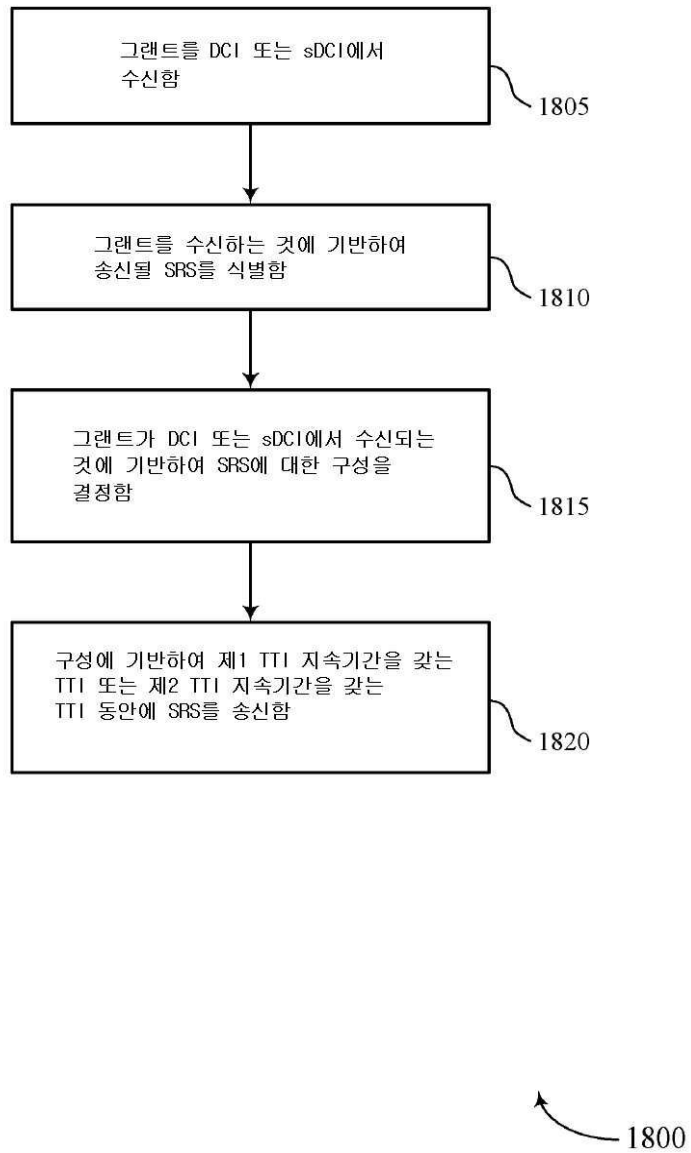 그랜트를 DCI 또는 sDCI에서
수신함
1805
그랜트를 수신하는 것에 기반하여
송신될 SRS를 식별함
1810
그랜트가 DCI 또는 sDCI에서 수신되는
것에 기반하여 SRS에 대한 구성을
결정함
1815
구성에 기반하여 제1 TTI 지속기간을 갖는
TTI 또는 제2 TTI 지속기간을 갖는
TTI 동안에 SRS를 송신함
1820
1800